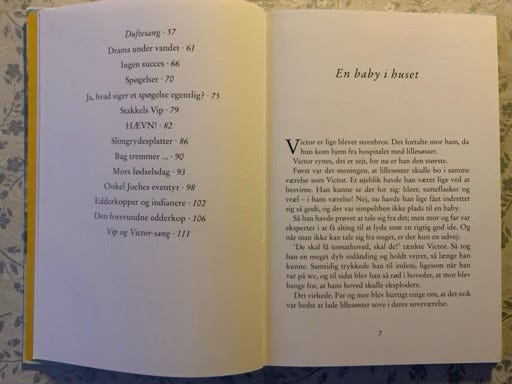 Duftesang · 57
Drama under vandet · 61
Ingen succes · 66
Spøgelser · 70
Ja, hvad siger et spøgelse egentlig? · 75
Stakkels Vip · 79
HÆVN! · 82
Slimgrydesplatter · 86
Bag tremmer ... · 90
Mors fødselsdag · 93
Onkel Joches eventyr · 98
Edderkopper og indianere · 102
Den forsvundne edderkop · 106
Vip og Victor-sang · 111
En baby i huset
Victor er lige blevet storebror. Det fortalte mor ham, da
hun kom hjem fra hospitalet med lillesøster.
Victor synes, det er sejt, for nu er han den største.
Først var det meningen, at lillesøster skulle bo i samme
værelse som Victor. Et øjeblik havde han været lige ved at
besvime. Han kunne se det for sig: bleer, sutteflasker og
vræl – i hans værelse! Nej, nu havde han lige fået indrettet
sig så godt, og der var simpelthen ikke plads til en baby.
Så han havde prøvet at tale sig fra det; men mor og far var
eksperter i at få alting til at lyde som en rigtig god ide. Og
når man ikke kan tale sig fra noget, er der kun en udvej:
'De skal få tomathoved, skal de!' tænkte Victor. Så tog
han en meget dyb indånding og holdt vejret, så længe han
kunne. Samtidig trykkede han til indeni, ligesom når han
var på wc, og til sidst blev han så rød i hovedet, at mor blev
bange for, at hans hoved skulle eksplodere.
Det virkede. Far og mor blev hurtigt enige om, at det nok
var bedst at lade lillesøster sove i deres soveværelse.
7